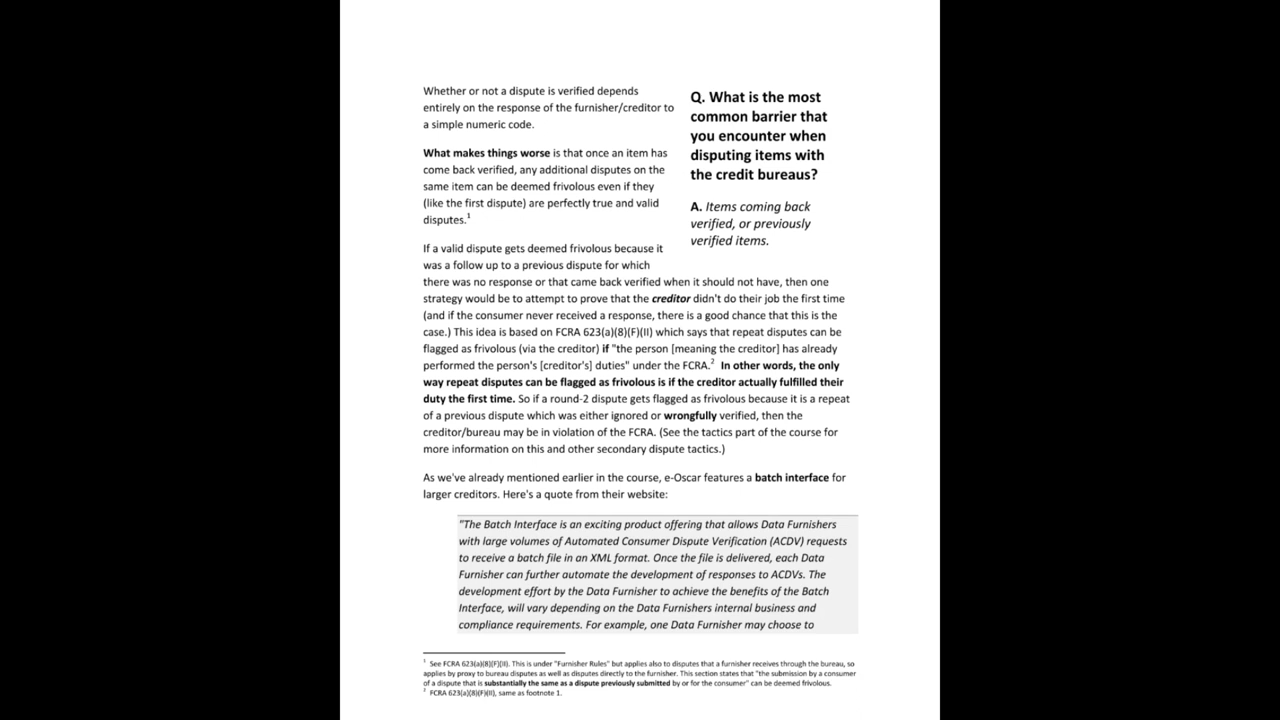 Whether or not a dispute is verified depends
entirely on the response of the furnisher/creditor to
a simple numeric code.
What makes things worse is that once an item has
come back verified, any additional disputes on the
same item can be deemed frivolous even if they
(like the first dispute) are perfectly true and valid
disputes.1
Q. What is the most
common barrier that
you encounter when
disputing items with
the credit bureaus?
A. Items coming back
verified, or previously
verified items.
If a valid dispute gets deemed frivolous because it
was a follow up to a previous dispute for which
there was no response or that came back verified when it should not have, then one
strategy would be to attempt to prove that the creditor didn't do their job the first time
(and if the consumer never received a response, there is a good chance that this is the
case.) This idea is based on FCRA 623(a)(8)(F)(II) which says that repeat disputes can be
flagged as frivolous (via the creditor) if "the person [meaning the creditor] has already
performed the person's [creditor's] duties" under the FCRA.2 In other words, the only
way repeat disputes can be flagged as frivolous is if the creditor actually fulfilled their
duty the first time. So if a round-2 dispute gets flagged as frivolous because it is a repeat
of a previous dispute which was either ignored or wrongfully verified, then the
creditor/bureau may be in violation of the FCRA. (See the tactics part of the course for
more information on this and other secondary dispute tactics.)
As we've already mentioned earlier in the course, e-Oscar features a batch interface for
larger creditors. Here's a quote from their website:
"The Batch Interface is an exciting product offering that allows Data Furnishers
with large volumes of Automated Consumer Dispute Verification (ACDV) requests
to receive a batch file in an XML format. Once the file is delivered, each Data
Furnisher can further automate the development of responses to ACDVs. The
development effort by the Data Furnisher to achieve the benefits of the Batch
Interface, will vary depending on the Data Furnishers internal business and
compliance requirements. For example, one Data Furnisher may choose to
1 See FCRA 623(a)(8)(F)(II). This is under "Furnisher Rules" but applies also to disputes that a furnisher receives through the bureau, so
applies by proxy to bureau disputes as well as disputes directly to the furnisher. This section states that "the submission by a consumer
of a dispute that is substantially the same as a dispute previously submitted by or for the consumer" can be deemed frivolous.
2 FCRA 623(a)(8)(F)(II), same as footnote 1.